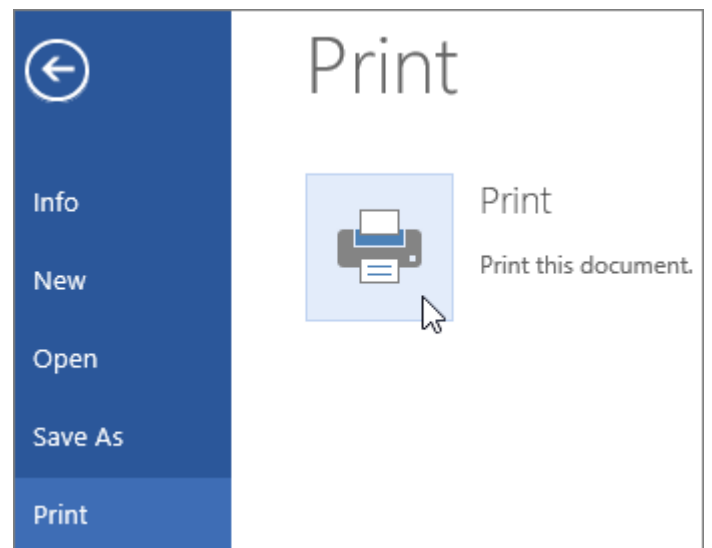 Print
Info
New
Open
Save As
Print
Print
Print this document.